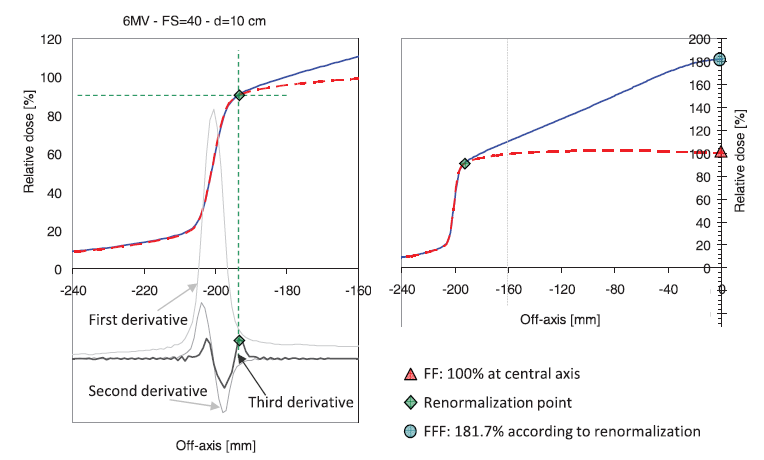 6MV - FS=40 - d=10 cm
Relative dose [%]
120
100
80
60
40
20
0
-240
-200
-180
-160
First derivative
Second derivative
Third derivative
Off-axis [mm]
200
180
160
140
120
100
80
60
40
20
0
Relative dose [%]
-240
-200
-160
-120
-80
-40
0
Off-axis [mm]
FF: 100% at central axis
Renormalization point
FFF: 181.7% according to renormalization